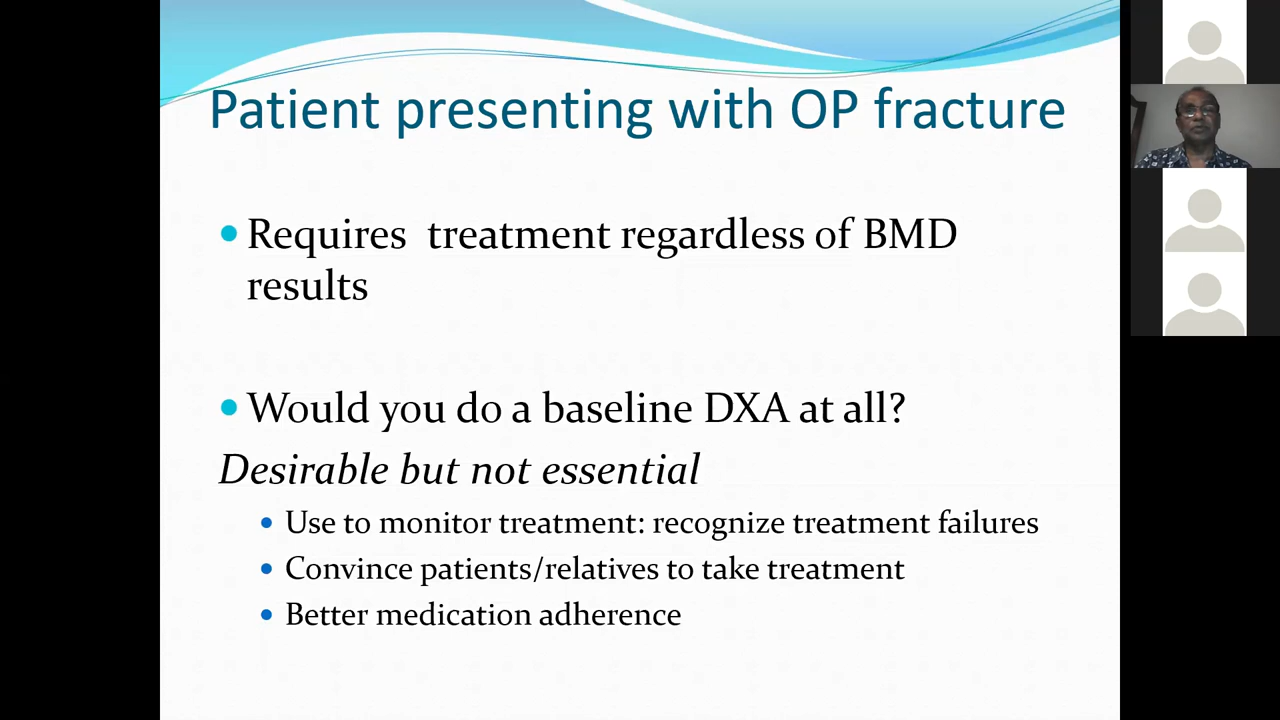 Patient presenting with OP fracture
• Requires treatment regardless of BMD
results
• Would you do a baseline DXA at all?
Desirable but not essential
• Use to monitor treatment: recognize treatment failures
• Convince patients/relatives to take treatment
• Better medication adherence